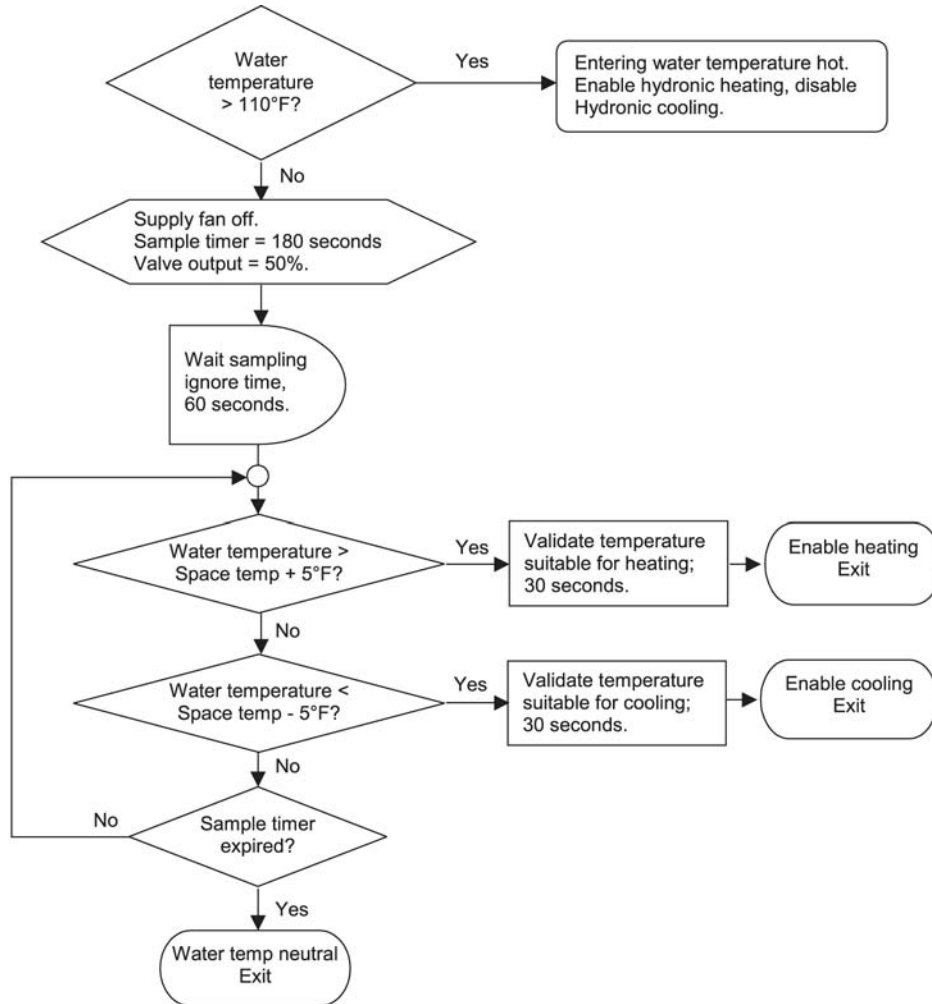 Water
temperature
> 110°F?
Yes
Entering water temperature hot.
Enable hydronic heating, disable
Hydronic cooling.
No
Supply fan off.
Sample timer = 180 seconds
Valve output = 50%.
Wait sampling
ignore time,
60 seconds.
Water temperature >
Space temp + 5°F?
Yes
Validate temperature
suitable for heating;
30 seconds.
Enable heating
Exit
No
Water temperature <
Space temp - 5°F?
Yes
Validate temperature
suitable for cooling;
30 seconds.
Enable cooling
Exit
No
Sample timer
expired?
No
Yes
Water temp neutral
Exit